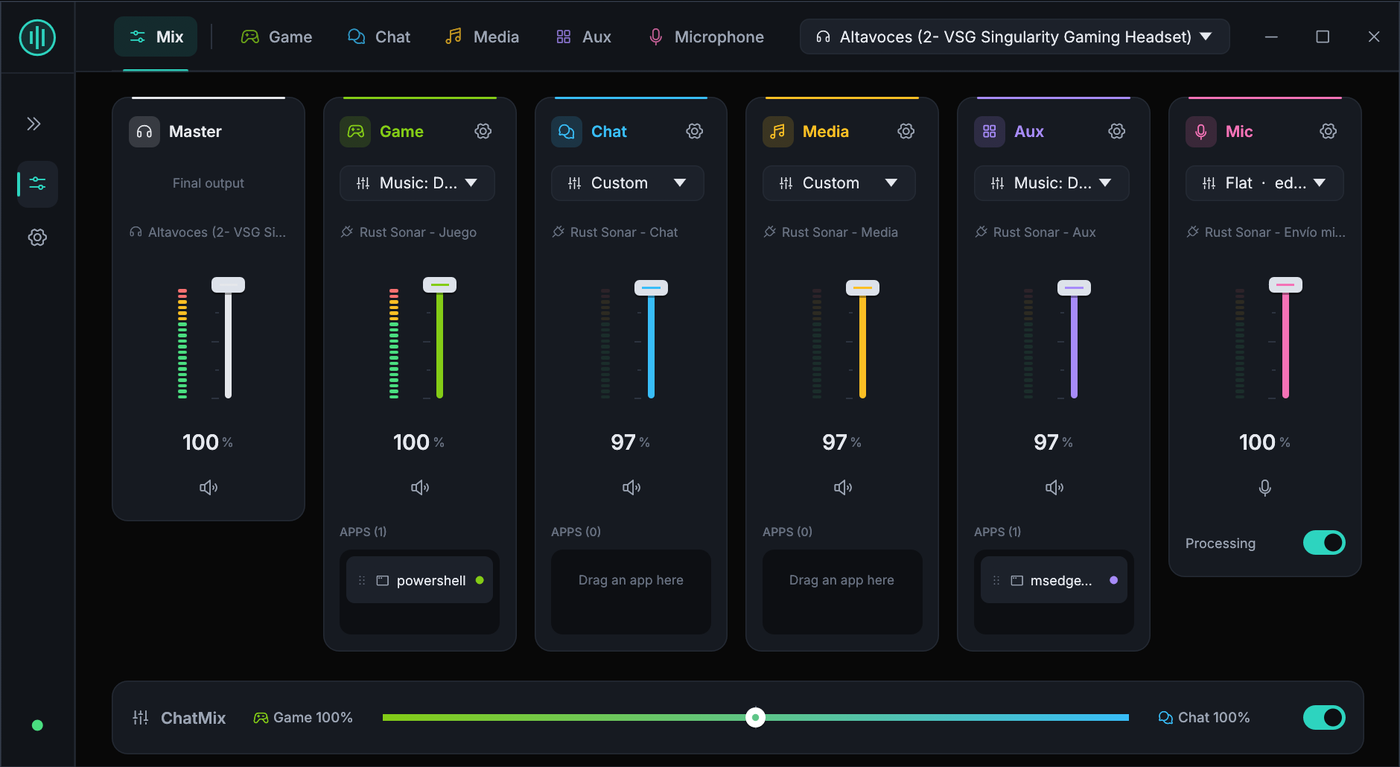 Mix
Game
Chat
Media
Aux
Microphone
Altavoces (2- VSG Singularity Gaming Headset)
Master
Final output
Altavoces (2- VSG Si...
100 %
Game
Music: D...
Rust Sonar - Juego
100 %
APPS (1)
powershell
Chat
Custom
Rust Sonar - Chat
97 %
APPS (0)
Drag an app here
Media
Custom
Rust Sonar - Media
97 %
APPS (0)
Drag an app here
Aux
Music: D...
Rust Sonar - Aux
97 %
APPS (1)
msedge...
Mic
Flat · ed...
Rust Sonar - Envío mi...
100 %
Processing
ChatMix
Game 100%
Chat 100%